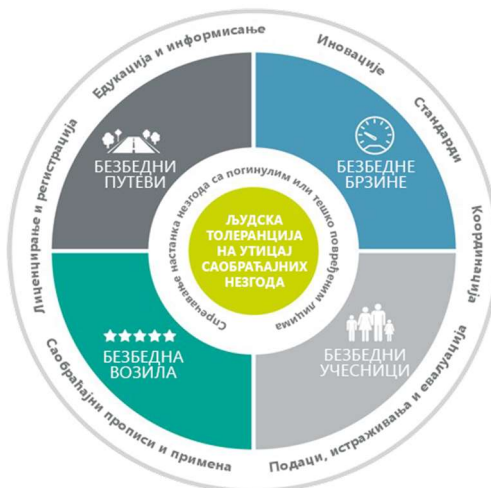 Едукација и информисање
Иновације
Стандарди
Координација
Подаци, истраживања и евалуација
Саобраћајни прописи и примена
Лиценцирање и регистрација
БЕЗБЕДНИ
ПУТЕВИ
БЕЗБЕДНЕ
БРЗИНЕ
Спречавање настанка незгода са погинулим или тешко повређеним лицима
ЉУДСКА
ТОЛЕРАНЦИЈА
НА УТИЦАЈ
САОБРАЋАЈНИХ
НЕЗГОДА
БЕЗБЕДНА
ВОЗИЛА
БЕЗБЕДНИ
УЧЕСНИЦИ